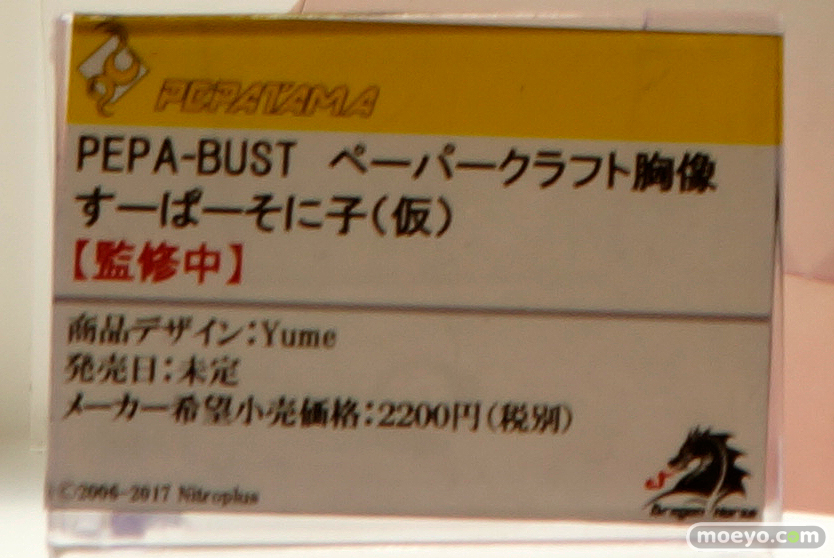 PEPATAMA
PEPA-BUST ペーパークラフト胸像
すーぱーそに子(仮)
【監修中】
商品デザイン:Yume
発売日:未定
メーカー希望小売価格:2200円(税別)
©2006-2017 Nitroplus
Dragon Horse
moeyo.com